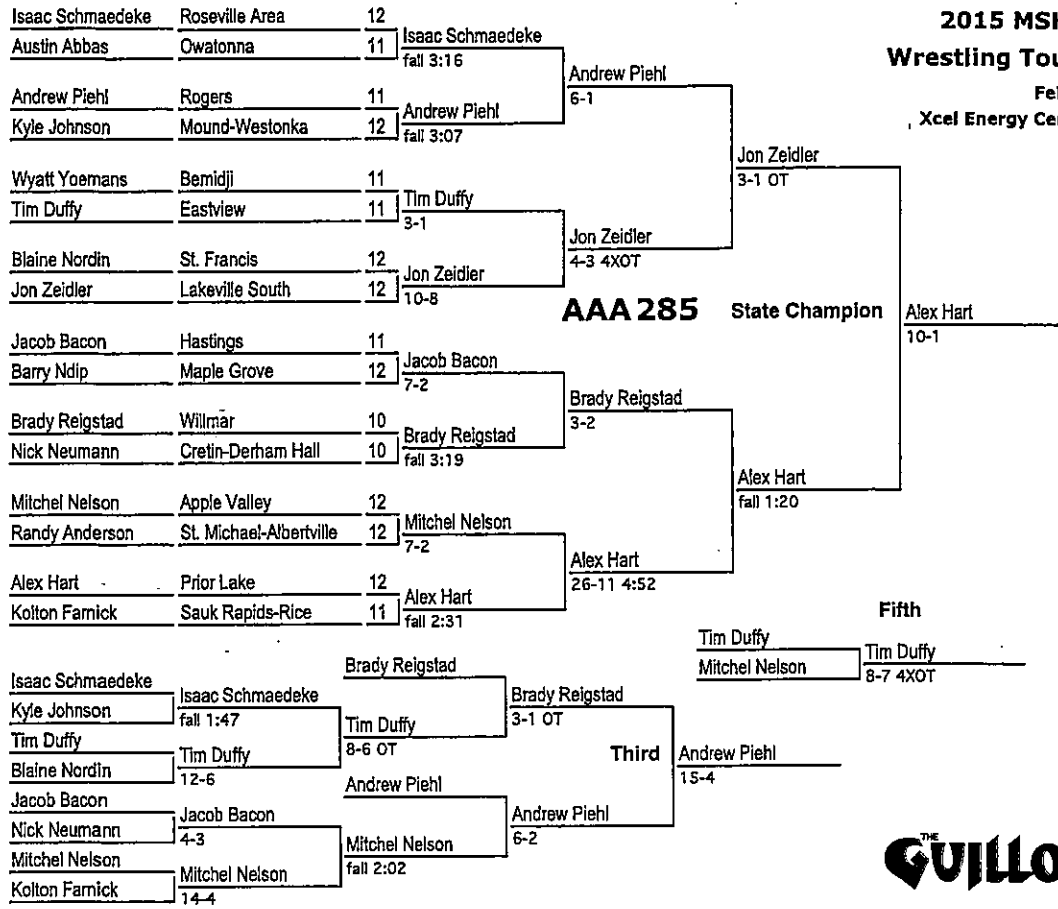 2015 MSH
Wrestling Tou
Fel
Xcel Energy Cer
Isaac Schmaedeke Roseville Area 12
Austin Abbas Owatonna 11
Isaac Schmaedeke
fall 3:16
Andrew Piehl Rogers 11
Kyle Johnson Mound-Westonka 12
Andrew Piehl
fall 3:07
Andrew Piehl
6-1
Wyatt Yoemans Bemidji 11
Tim Duffy Eastview 11
Tim Duffy
3-1
Blaine Nordin St. Francis 12
Jon Zeidler Lakeville South 12
Jon Zeidler
10-8
Jon Zeidler
4-3 4XOT
Jon Zeidler
3-1 OT
AAA 285 State Champion
Alex Hart
10-1
Jacob Bacon Hastings 11
Barry Ndip Maple Grove 12
Jacob Bacon
7-2
Brady Reigstad Willmar 10
Nick Neumann Cretin-Derham Hall 10
Brady Reigstad
fall 3:19
Brady Reigstad
3-2
Mitchel Nelson Apple Valley 12
Randy Anderson St. Michael-Albertville 12
Mitchel Nelson
7-2
Alex Hart Prior Lake 12
Kolton Farnick Sauk Rapids-Rice 11
Alex Hart
fall 2:31
Alex Hart
26-11 4:52
Alex Hart
fall 1:20
Fifth
Tim Duffy
Mitchel Nelson
Tim Duffy
8-7 4XOT
Isaac Schmaedeke
Kyle Johnson
Isaac Schmaedeke
fall 1:47
Tim Duffy
Blaine Nordin
Tim Duffy
12-6
Jacob Bacon
Nick Neumann
Jacob Bacon
4-3
Mitchel Nelson
Kolton Farnick
Mitchel Nelson
14-4
Brady Reigstad
Tim Duffy
8-6 OT
Brady Reigstad
3-1 OT
Andrew Piehl
Mitchel Nelson
fall 2:02
Andrew Piehl
6-2
Third
Andrew Piehl
15-4
THE
GUILLO